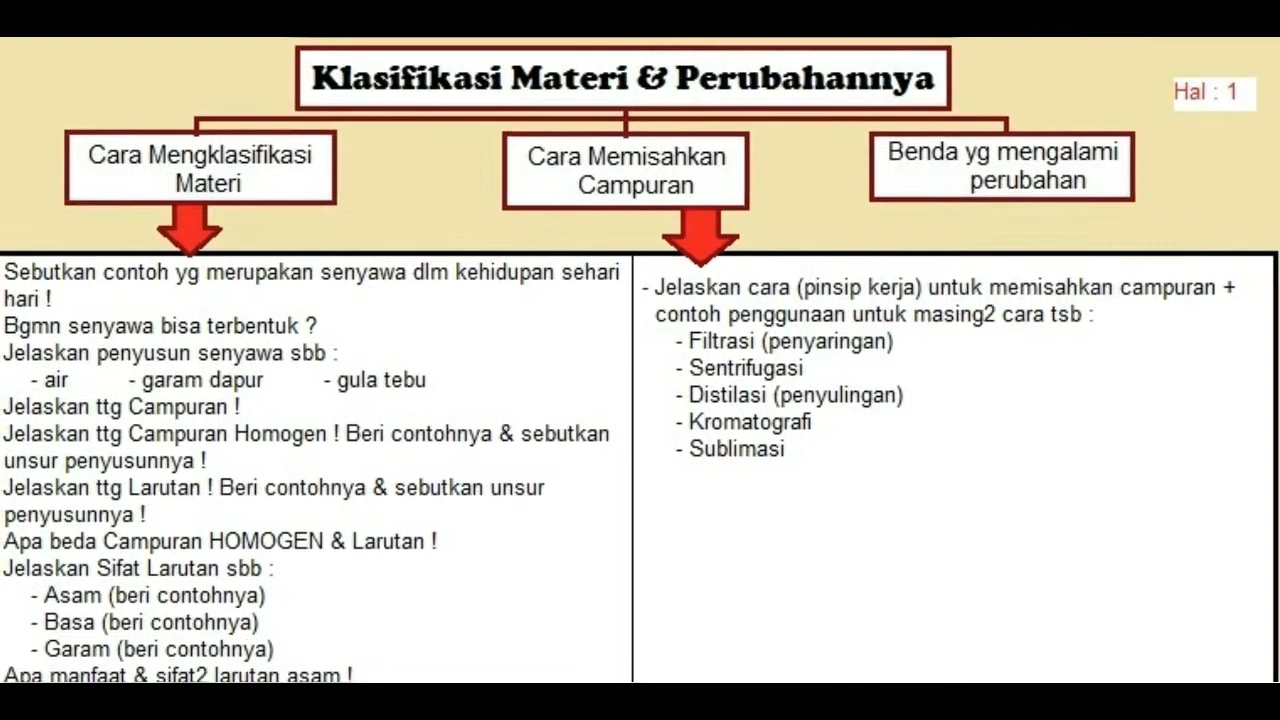 Klasifikasi Materi & Perubahannya
Hal : 1
Cara Mengklasifikasi
Materi
Cara Memisahkan
Campuran
Benda yg mengalami
perubahan
Sebutkan contoh yg merupakan senyawa dlm kehidupan sehari
hari !
Bgmn senyawa bisa terbentuk ?
Jelaskan penyusun senyawa sbb :
- air - garam dapur - gula tebu
Jelaskan ttg Campuran !
Jelaskan ttg Campuran Homogen ! Beri contohnya & sebutkan
unsur penyusunnya !
Jelaskan ttg Larutan ! Beri contohnya & sebutkan unsur
penyusunnya !
Apa beda Campuran HOMOGEN & Larutan !
Jelaskan Sifat Larutan sbb :
- Asam (beri contohnya)
- Basa (beri contohnya)
- Garam (beri contohnya)
Apa manfaat & sifat2 larutan asam !
- Jelaskan cara (pinsip kerja) untuk memisahkan campuran +
contoh penggunaan untuk masing2 cara tsb :
- Filtrasi (penyaringan)
- Sentrifugasi
- Distilasi (penyulingan)
- Kromatografi
- Sublimasi